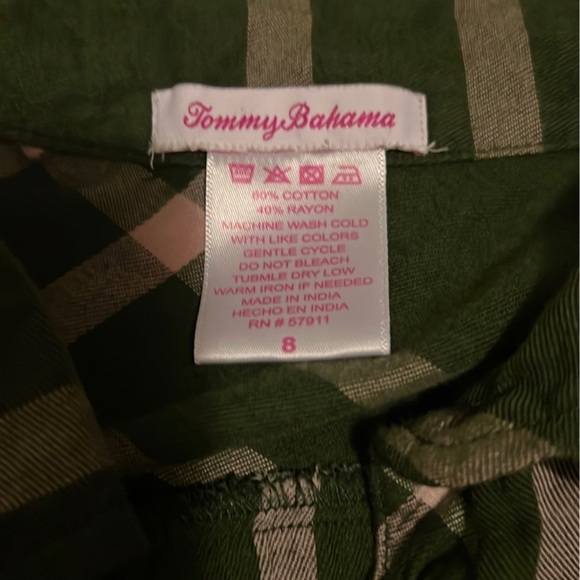 Tommy Bahama
60% COTTON
40% RAYON
MACHINE WASH COLD
WITH LIKE COLORS
GENTLE CYCLE
DO NOT BLEACH
TUBMLE DRY LOW
WARM IRON IF NEEDED
MADE IN INDIA
HECHO EN INDIA
RN # 57911
8